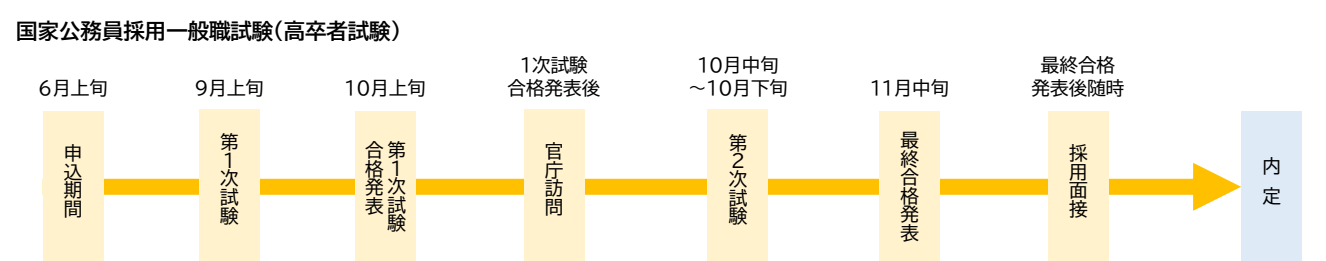 国家公務員採用一般職試験(高卒者試験)
6月上旬
申込期間
9月上旬
第1次試験
10月上旬
第1次試験
合格発表
1次試験
合格発表後
官庁訪問
10月中旬
～10月下旬
第2次試験
11月中旬
最終合格発表
最終合格
発表後随時
採用面接
内定